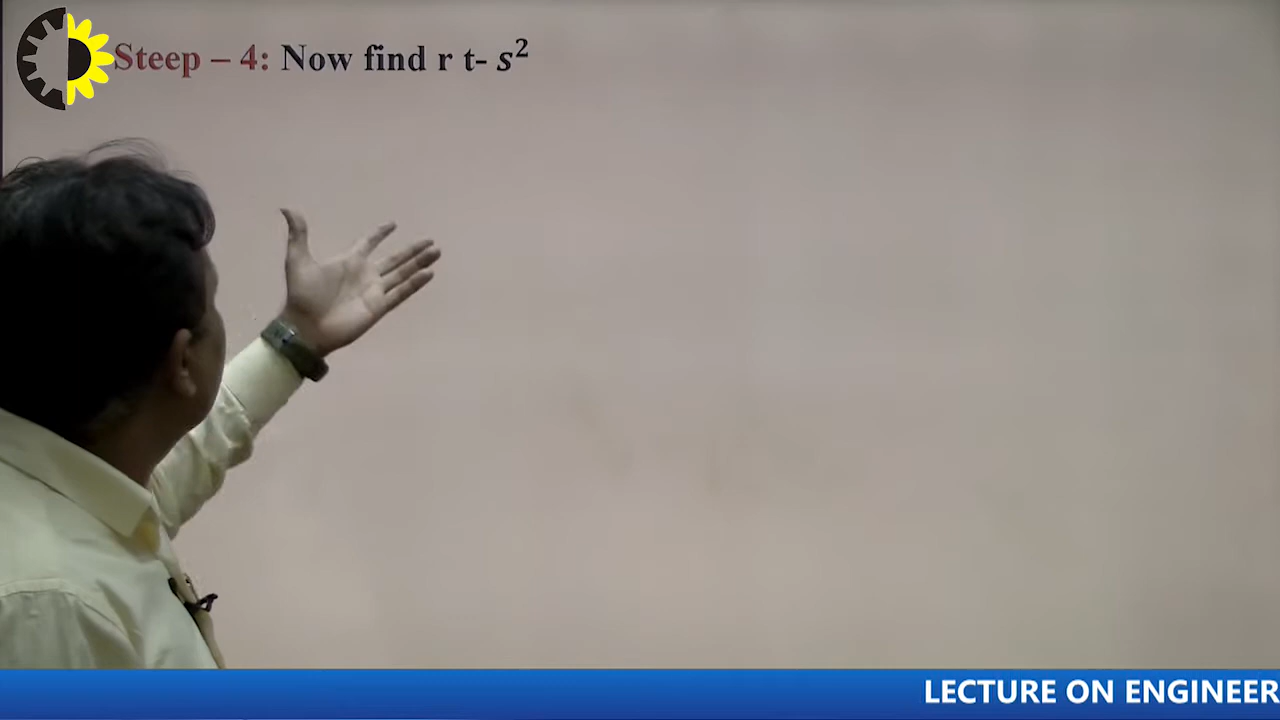 Steep – 4: Now find r t- s²
LECTURE ON ENGINEER